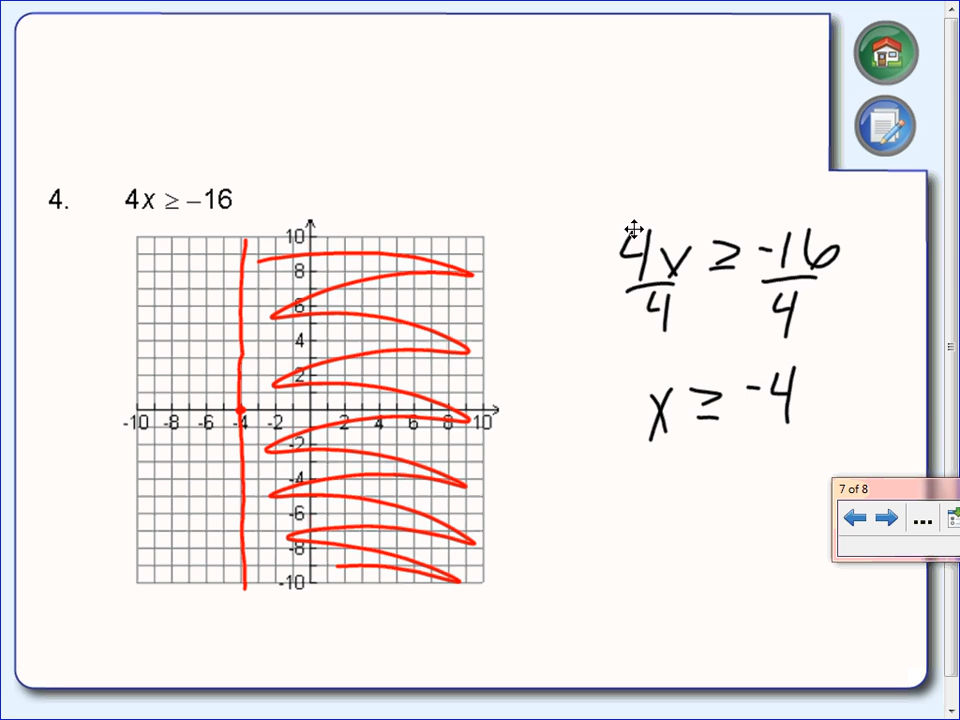 4. 4x ≥ −16
10
8
6
4
2
-10 -8 -6 -4 -2 2 4 6 8 10
-2
-4
-6
-8
-10
4x ≥ -16
4 4
x ≥ -4
7 of 8
...